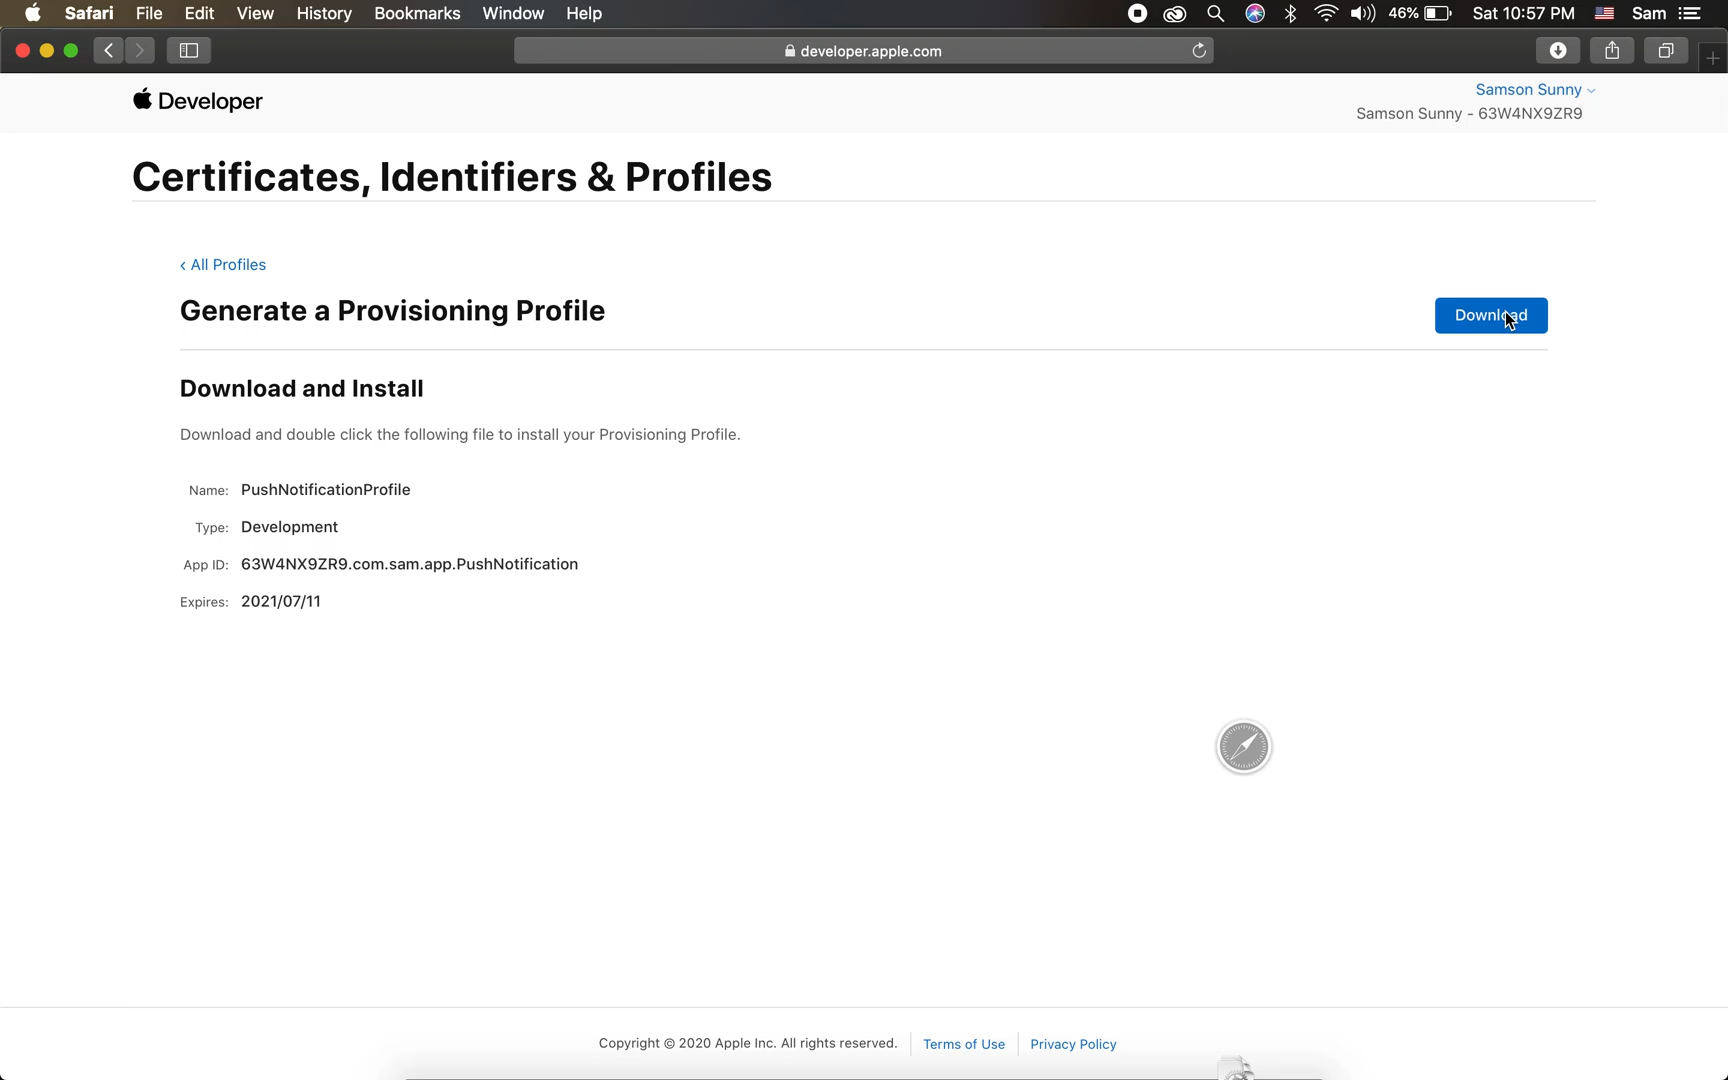 Safari File Edit View History Bookmarks Window Help 46% Sat 10:57 PM Sam
developer.apple.com
Developer
Samson Sunny
Samson Sunny - 63W4NX9ZR9
Certificates, Identifiers & Profiles
‹ All Profiles
Generate a Provisioning Profile
Download
Download and Install
Download and double click the following file to install your Provisioning Profile.
Name: PushNotificationProfile
Type: Development
App ID: 63W4NX9ZR9.com.sam.app.PushNotification
Expires: 2021/07/11
Copyright © 2020 Apple Inc. All rights reserved. Terms of Use Privacy Policy